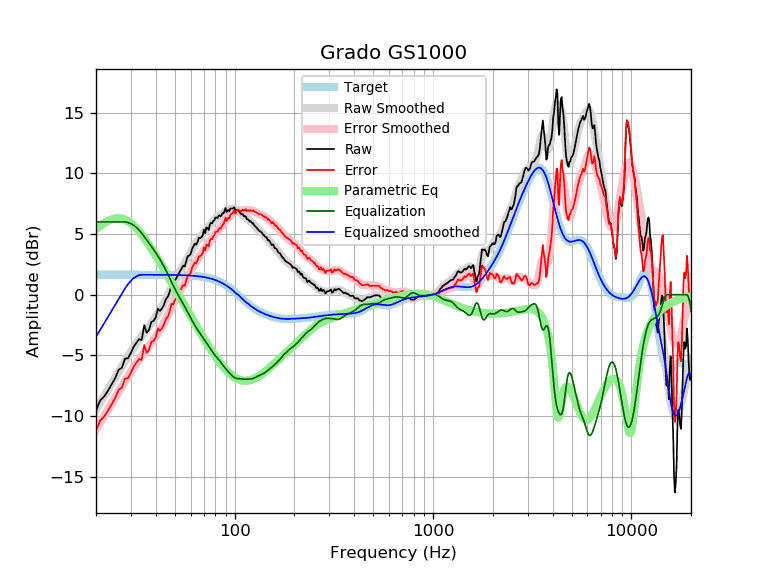 Grado GS1000
Target
Raw Smoothed
Error Smoothed
Raw
Error
Parametric Eq
Equalization
Equalized smoothed
15
10
5
0
−5
−10
−15
Amplitude (dBr)
100
1000
10000
Frequency (Hz)